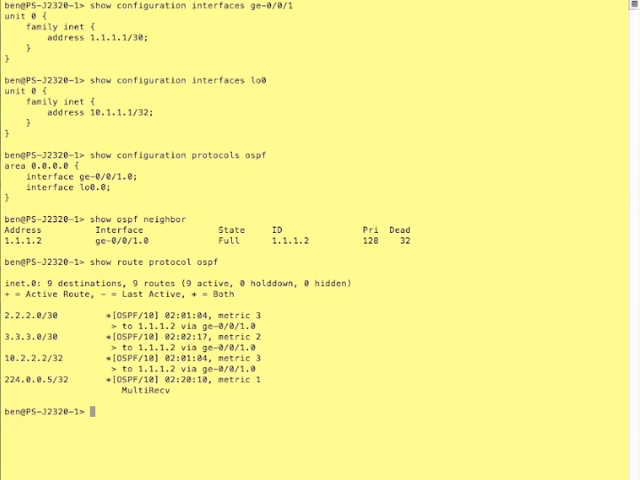 ben@PS-J2320-1> show configuration interfaces ge-0/0/1
unit 0 {
    family inet {
        address 1.1.1.1/30;
    }
}

ben@PS-J2320-1> show configuration interfaces lo0
unit 0 {
    family inet {
        address 10.1.1.1/32;
    }
}

ben@PS-J2320-1> show configuration protocols ospf
area 0.0.0.0 {
    interface ge-0/0/1.0;
    interface lo0.0;
}

ben@PS-J2320-1> show ospf neighbor
Address          Interface              State     ID               Pri  Dead
1.1.1.2          ge-0/0/1.0             Full      1.1.1.2          128    32

ben@PS-J2320-1> show route protocol ospf

inet.0: 9 destinations, 9 routes (9 active, 0 holddown, 0 hidden)
+ = Active Route, - = Last Active, * = Both

2.2.2.0/30         *[OSPF/10] 02:01:04, metric 3
                    > to 1.1.1.2 via ge-0/0/1.0
3.3.3.0/30         *[OSPF/10] 02:02:17, metric 2
                    > to 1.1.1.2 via ge-0/0/1.0
10.2.2.2/32        *[OSPF/10] 02:01:04, metric 3
                    > to 1.1.1.2 via ge-0/0/1.0
224.0.0.5/32       *[OSPF/10] 02:20:10, metric 1
                      MultiRecv

ben@PS-J2320-1>